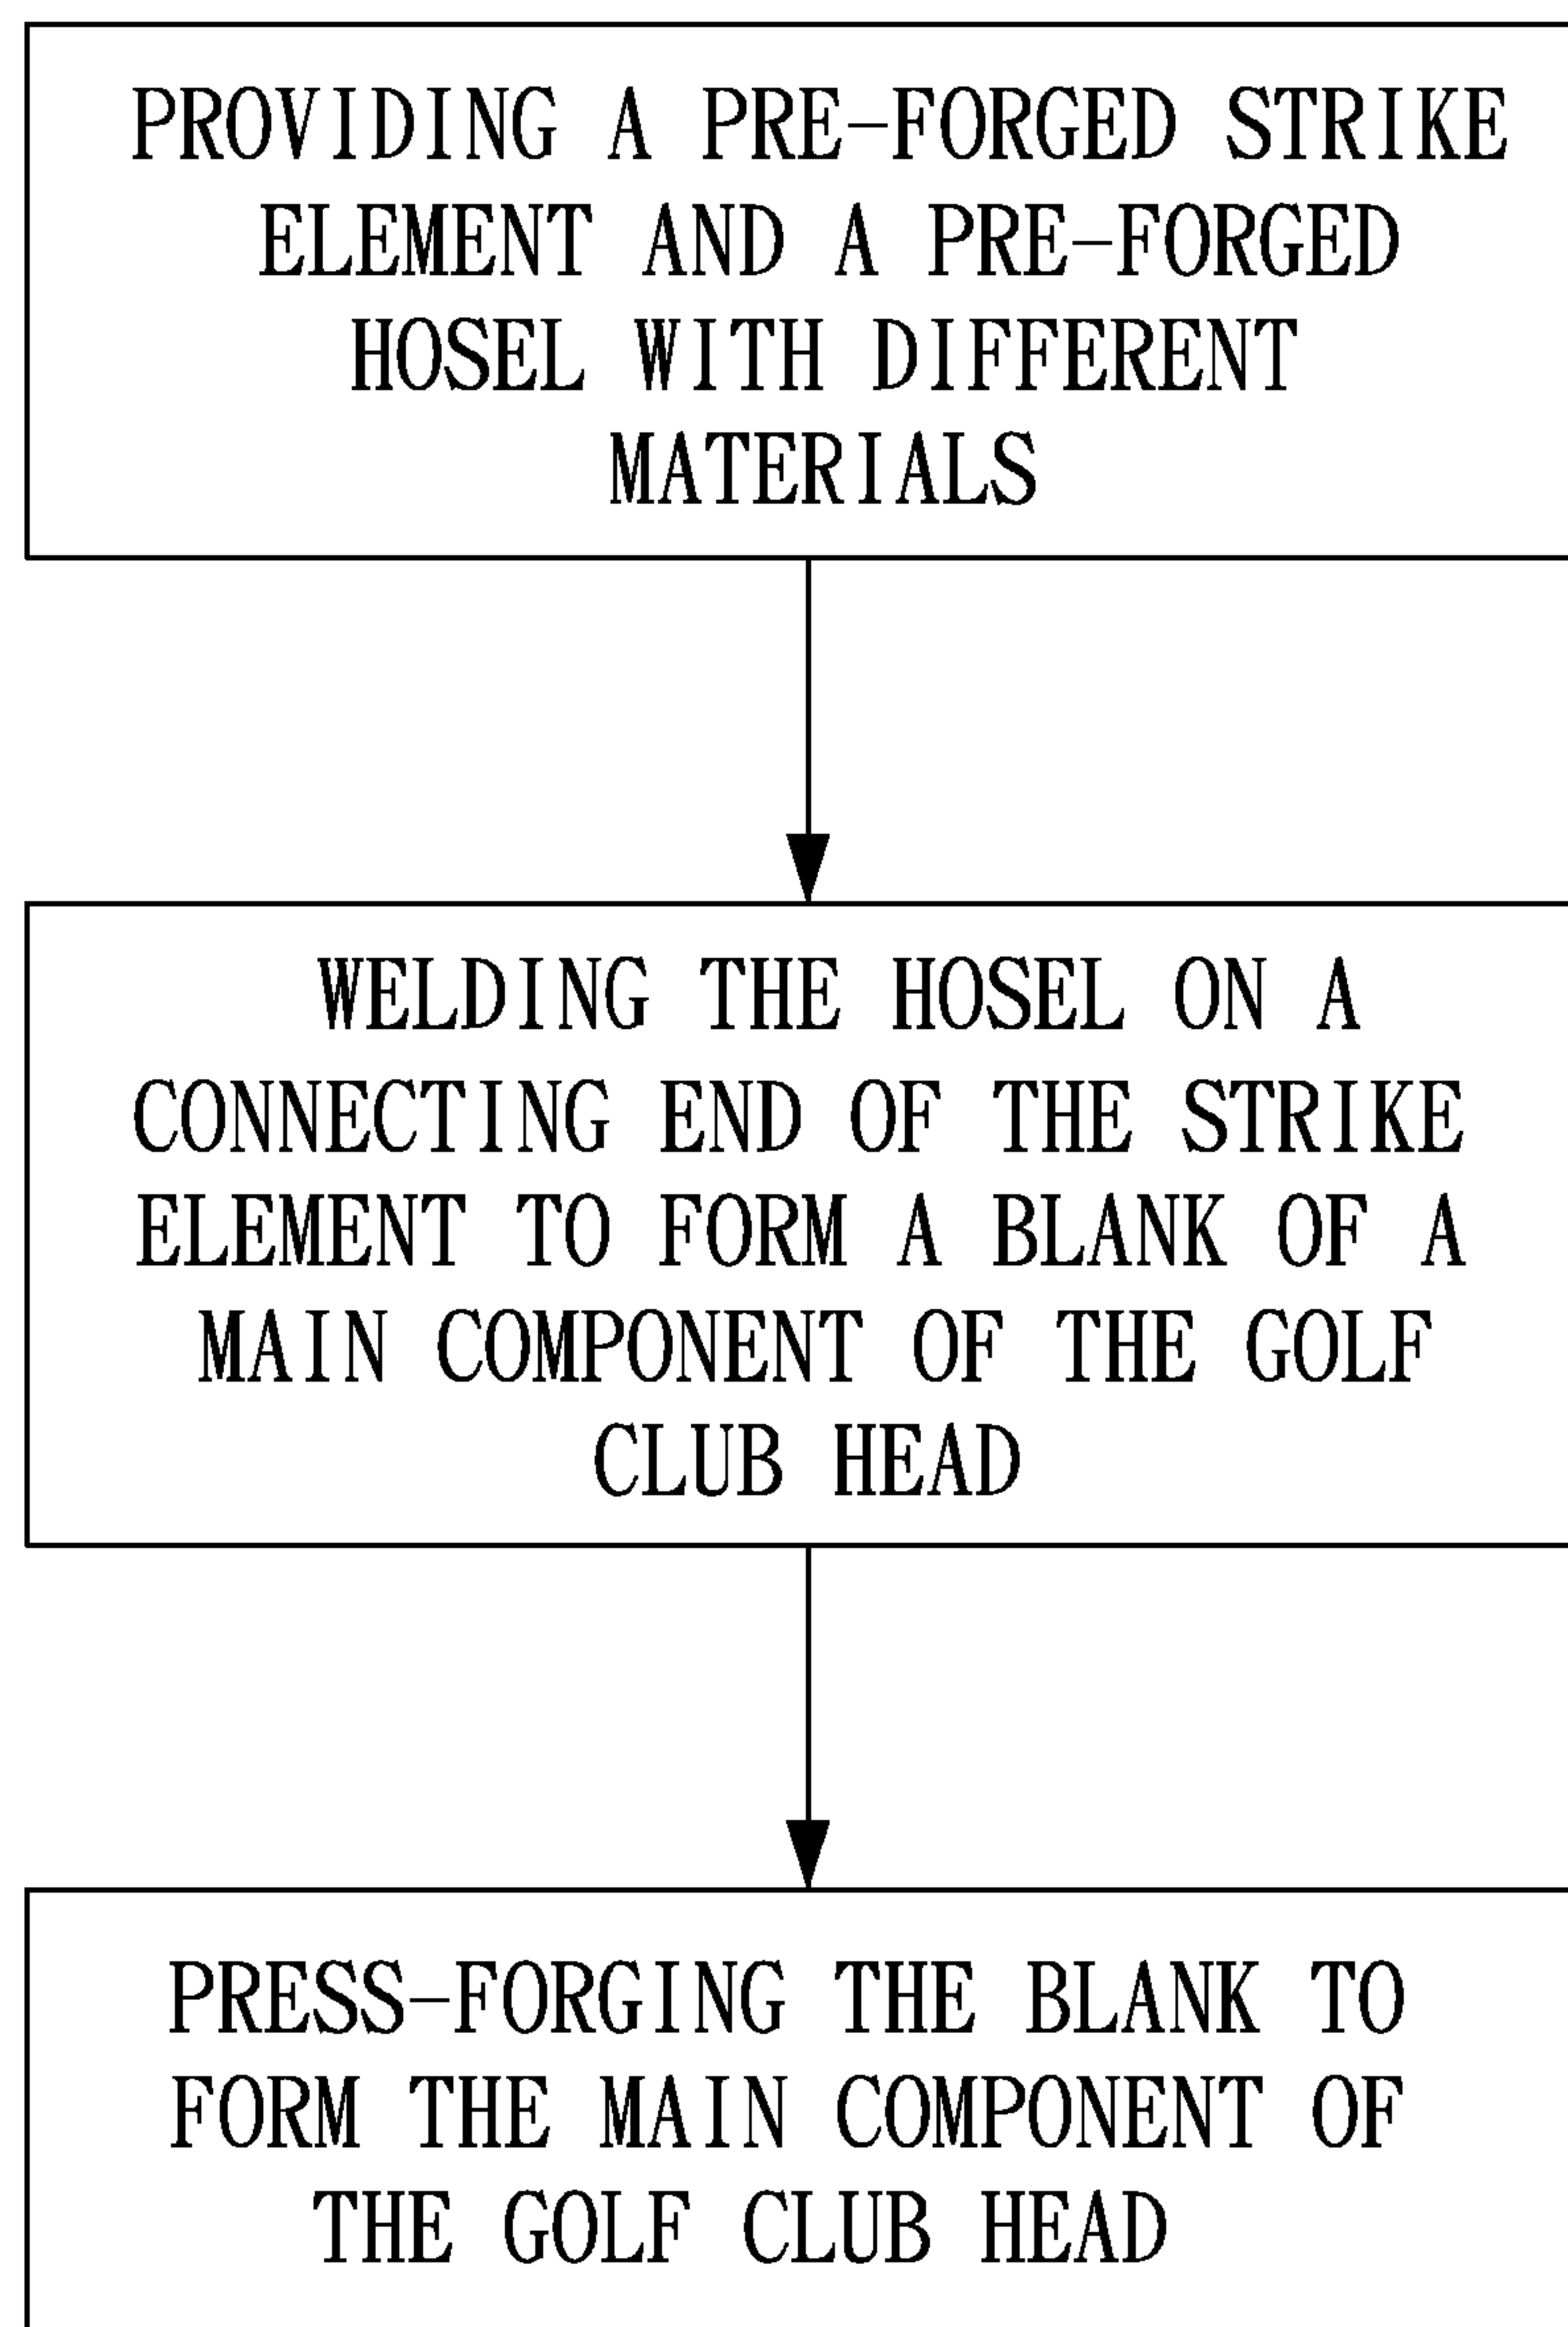 PROVIDING A PRE-FORGED STRIKE
ELEMENT AND A PRE-FORGED
HOSEL WITH DIFFERENT
MATERIALS
WELDING THE HOSEL ON A
CONNECTING END OF THE STRIKE
ELEMENT TO FORM A BLANK OF A
MAIN COMPONENT OF THE GOLF
CLUB HEAD
PRESS-FORGING THE BLANK TO
FORM THE MAIN COMPONENT OF
THE GOLF CLUB HEAD